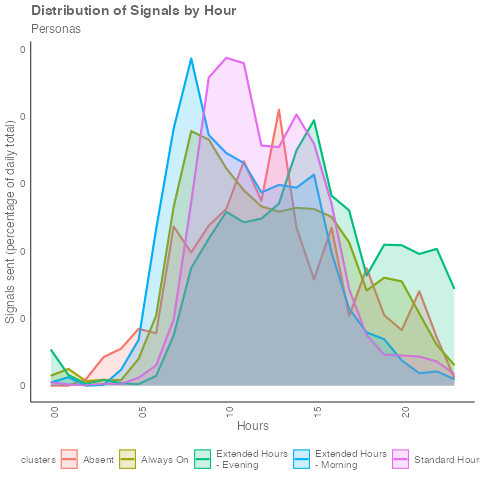 Distribution of Signals by Hour
Personas
Signals sent (percentage of daily total)
0
0
0
0
0
0
00
05
10
15
20
Hours
clusters
Absent
Always On
Extended Hours
- Evening
Extended Hours
- Morning
Standard Hours